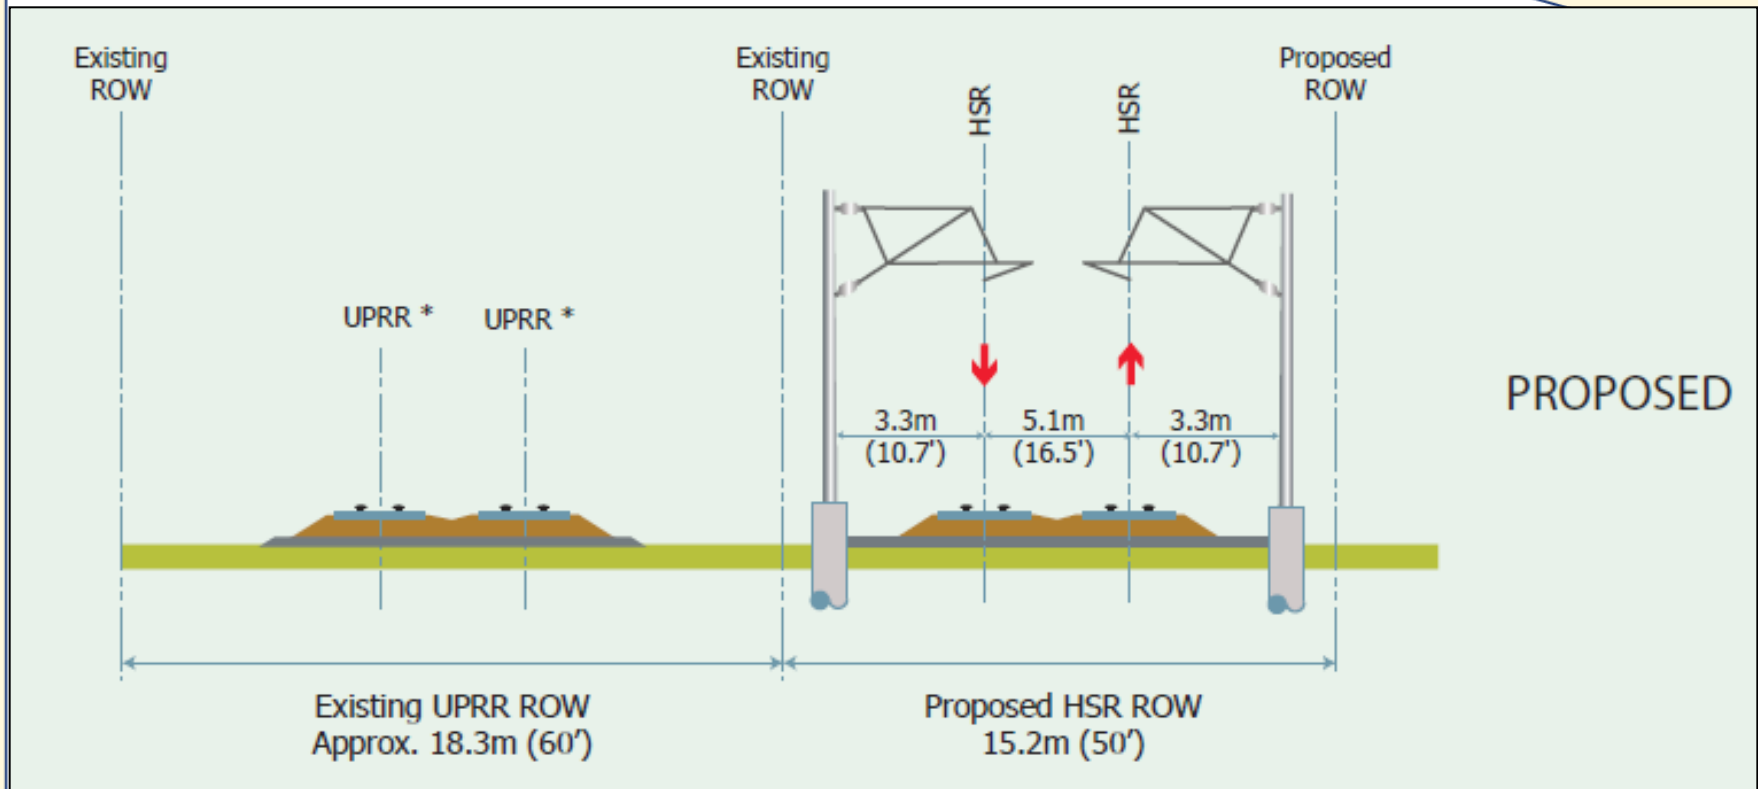 Existing
ROW
Existing
ROW
HSR
HSR
Proposed
ROW
UPRR *
UPRR *
3.3m
(10.7')
5.1m
(16.5')
3.3m
(10.7')
PROPOSED
Existing UPRR ROW
Approx. 18.3m (60′)
Proposed HSR ROW
15.2m (50′)